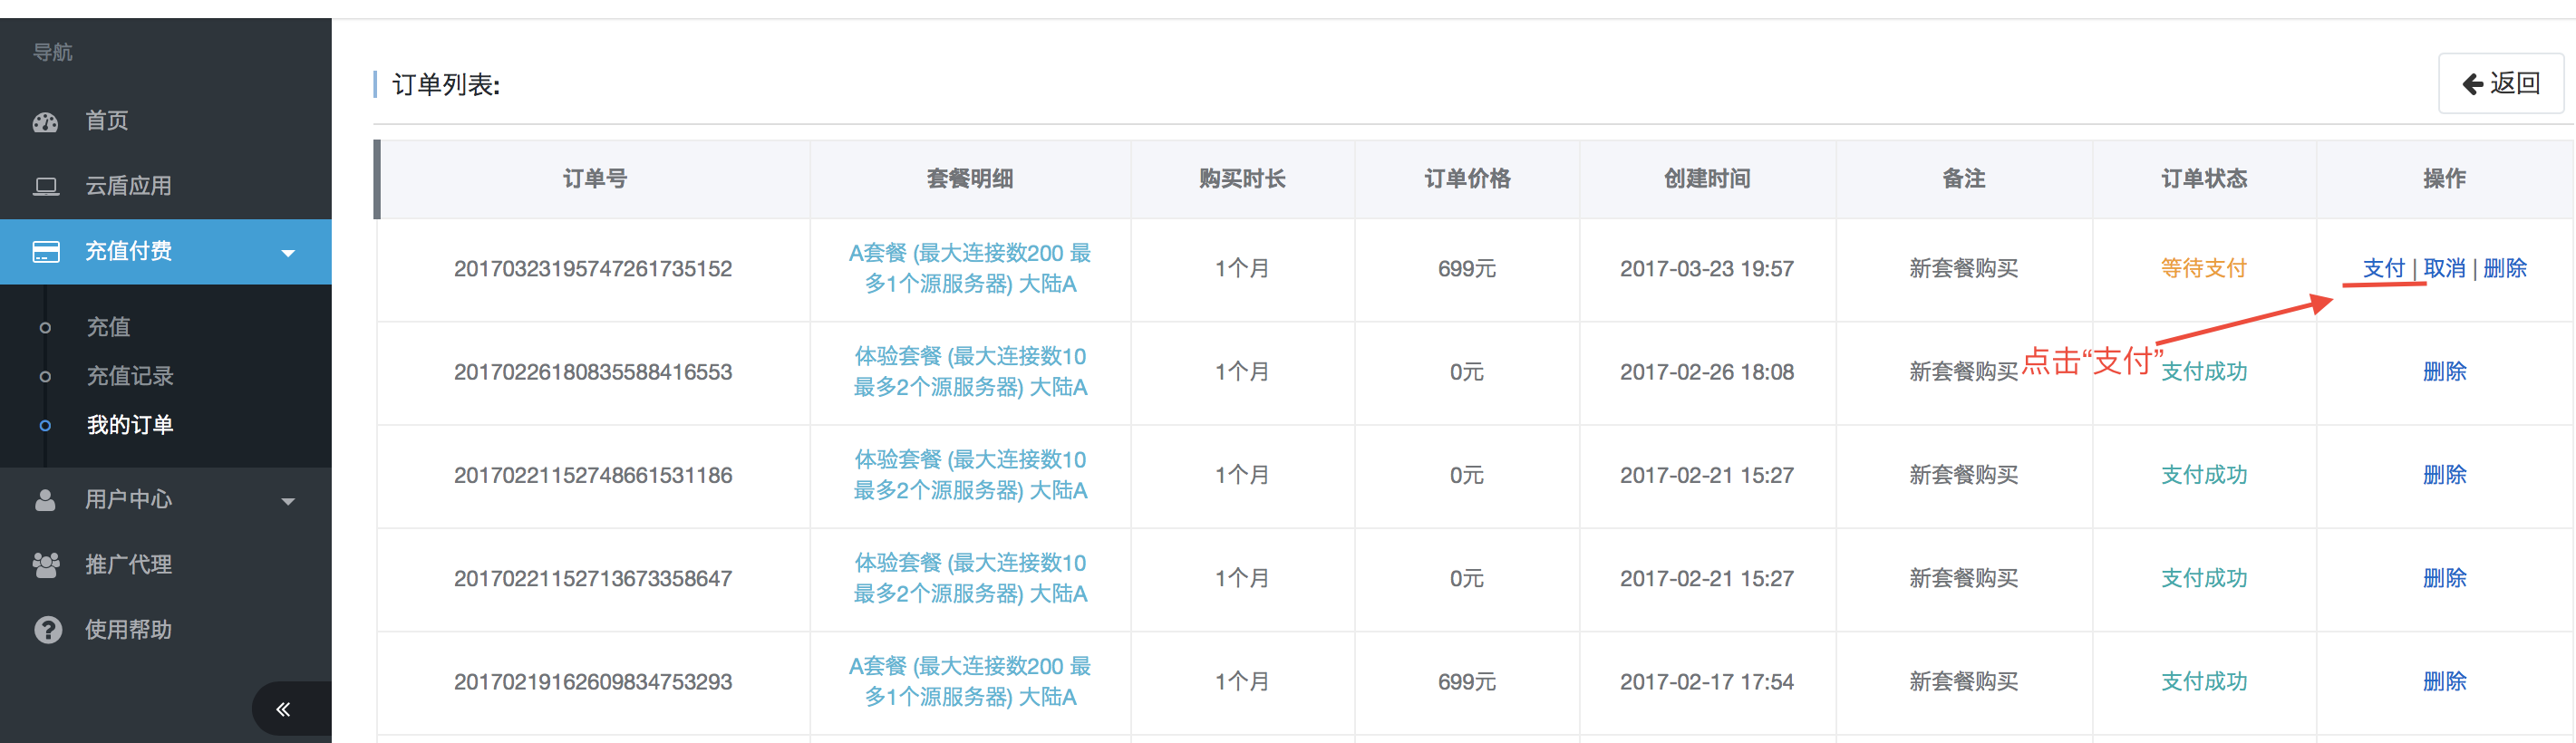 导航
首页
云盾应用
充值付费
充值
充值记录
我的订单
用户中心
推广代理
使用帮助
订单列表:
返回
订单号 套餐明细 购买时长 订单价格 创建时间 备注 订单状态 操作
A套餐 (最大连接数200 最
20170323195747261735152 1个月 699元 2017-03-23 19:57 新套餐购买 等待支付 支付 | 取消 | 删除
多1个源服务器) 大陆A
点击“支付”
体验套餐 (最大连接数10
20170226180835588416553 1个月 0元 2017-02-26 18:08 新套餐购买 支付成功 删除
最多2个源服务器) 大陆A
体验套餐 (最大连接数10
20170221152748661531186 1个月 0元 2017-02-21 15:27 新套餐购买 支付成功 删除
最多2个源服务器) 大陆A
体验套餐 (最大连接数10
20170221152713673358647 1个月 0元 2017-02-21 15:27 新套餐购买 支付成功 删除
最多2个源服务器) 大陆A
A套餐 (最大连接数200 最
20170219162609834753293 1个月 699元 2017-02-17 17:54 新套餐购买 支付成功 删除
多1个源服务器) 大陆A